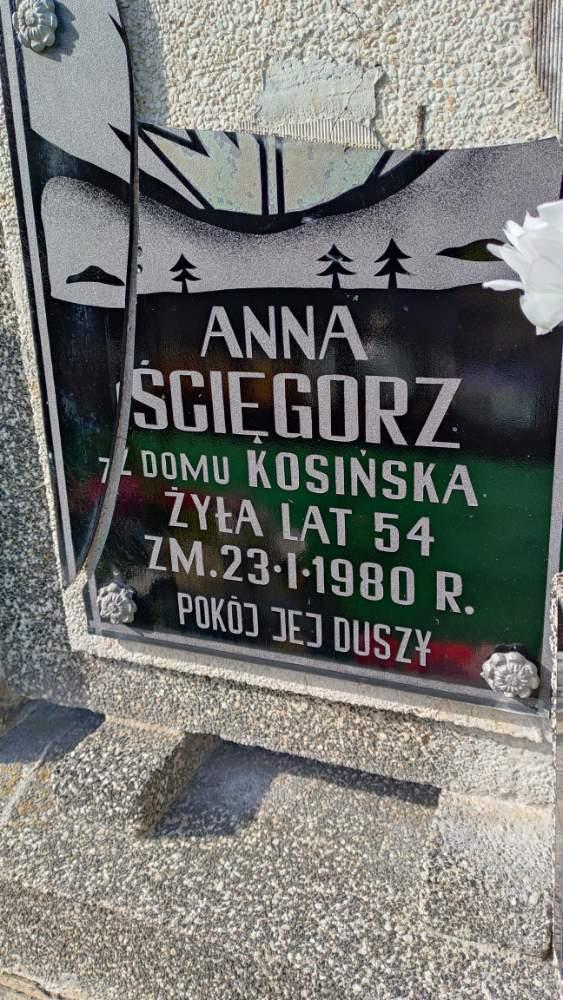 ANNA
ŚCIĘGORZ
Z DOMU KOSIŃSKA
ŻYŁA LAT 54
ZM. 23·I·1980 R.
POKÓJ JEJ DUSZY